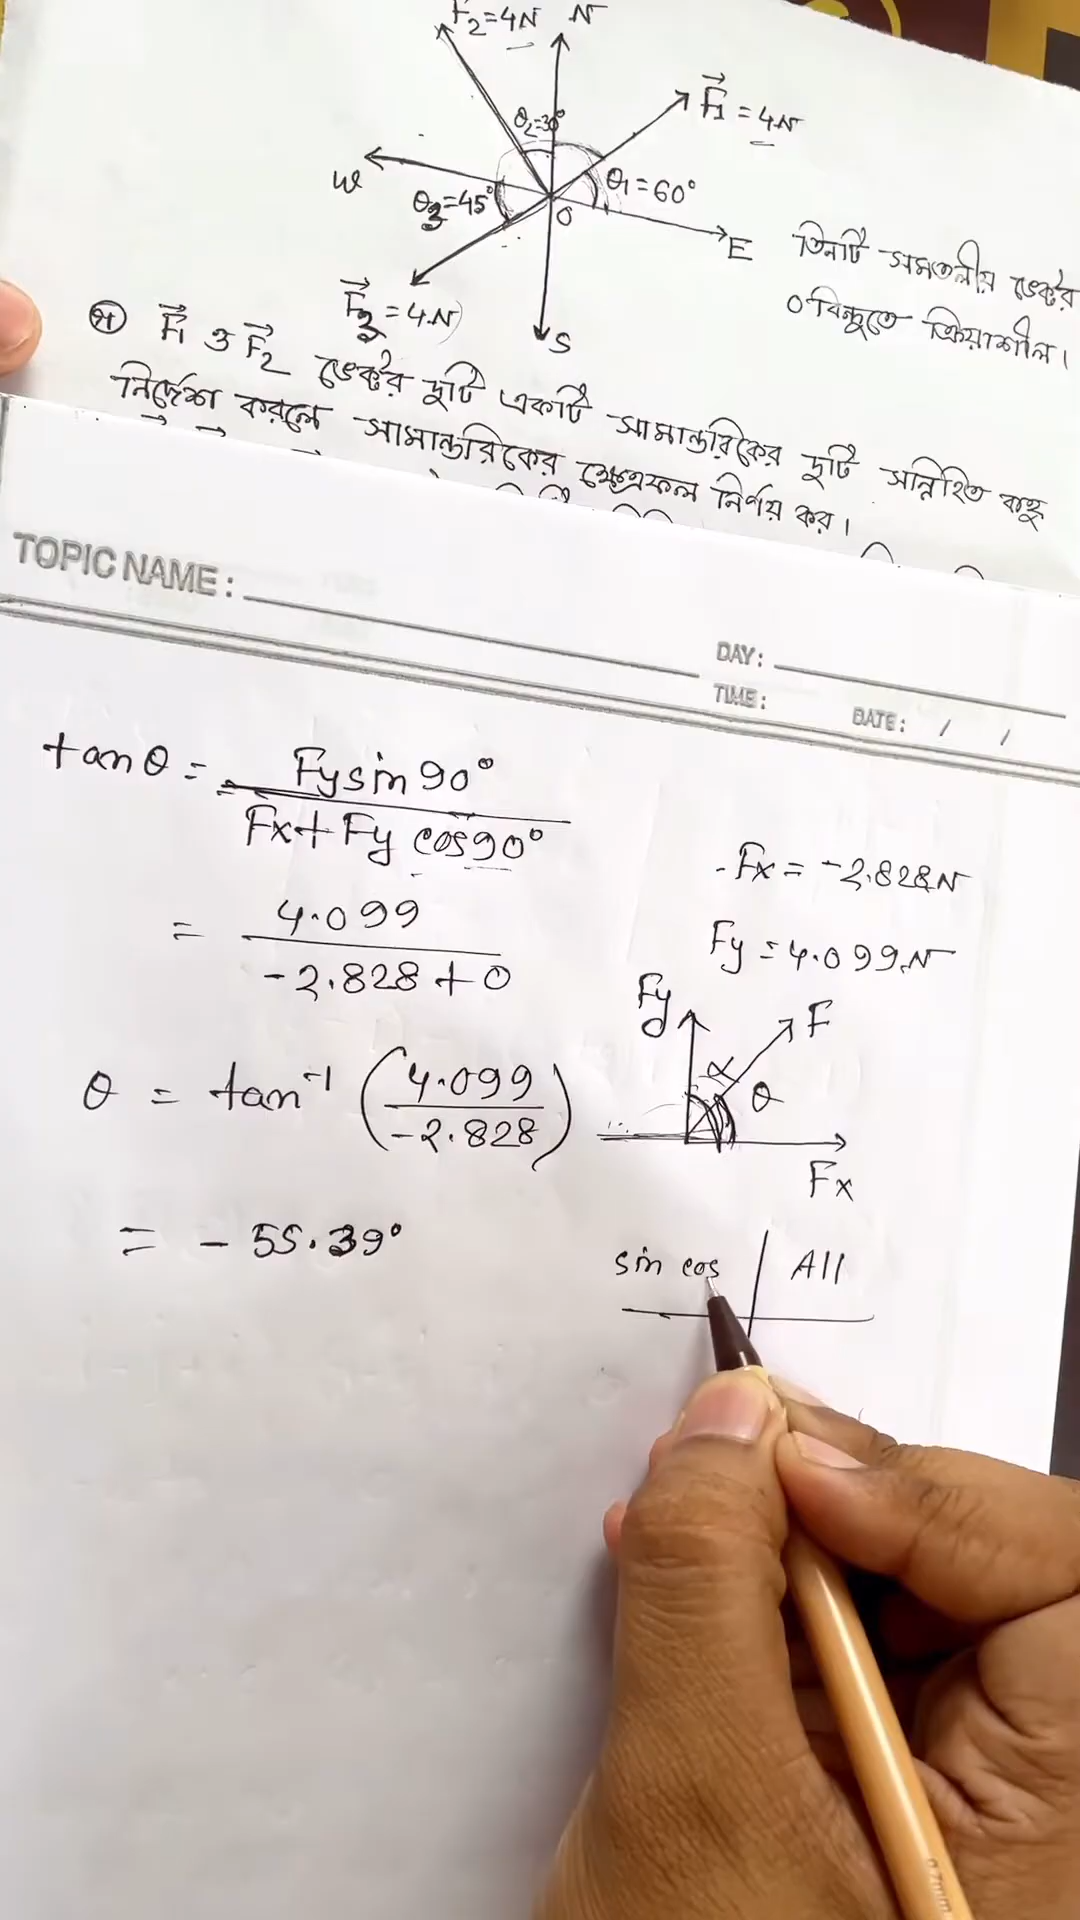 F₂=4N N
F⃗1 = 4N
θ₂=30°
W θ3=45° θ1=60°
O
E তিনটি সমতলীয় ভেক্টর
F⃗3 = 4N) O বিন্দুতে ক্রিয়াশীল।
S
গ F⃗1 ও F⃗2 ভেক্টর দুটি একটি সামান্তরিকের দুটি সন্নিহিত বাহু
নির্দেশ করলে সামান্তরিকের ক্ষেত্রফল নির্ণয় কর।
TOPIC NAME :
DAY :
TIME : DATE : / /
tanθ = Fy sin 90° / Fx + Fy cos 90°
Fx = -2.828N
= 4.099 / -2.828 + 0
Fy = 4.099N
Fy F
α θ
θ = tan⁻¹ (4.099 / -2.828)
Fx
= - 55.39°
sin cos All